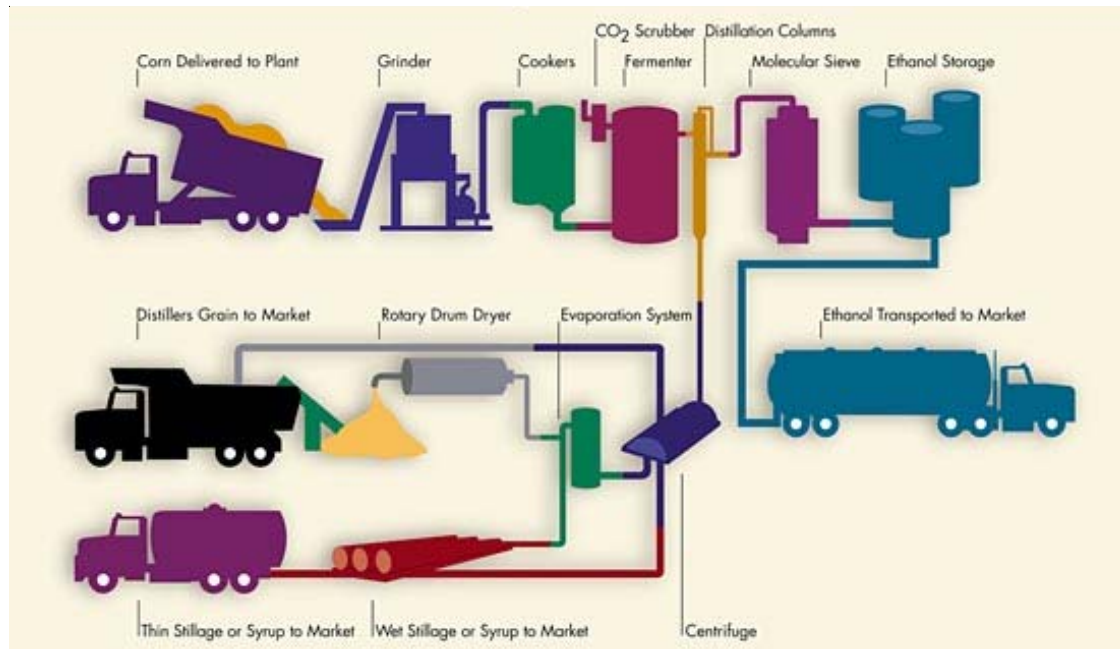 CO2 Scrubber
Distillation Columns
Corn Delivered to Plant
Grinder
Cookers
Fermenter
Molecular Sieve
Ethanol Storage
Distillers Grain to Market
Rotary Drum Dryer
Evaporation System
Ethanol Transported to Market
Thin Stillage or Syrup to Market
Wet Stillage or Syrup to Market
Centrifuge